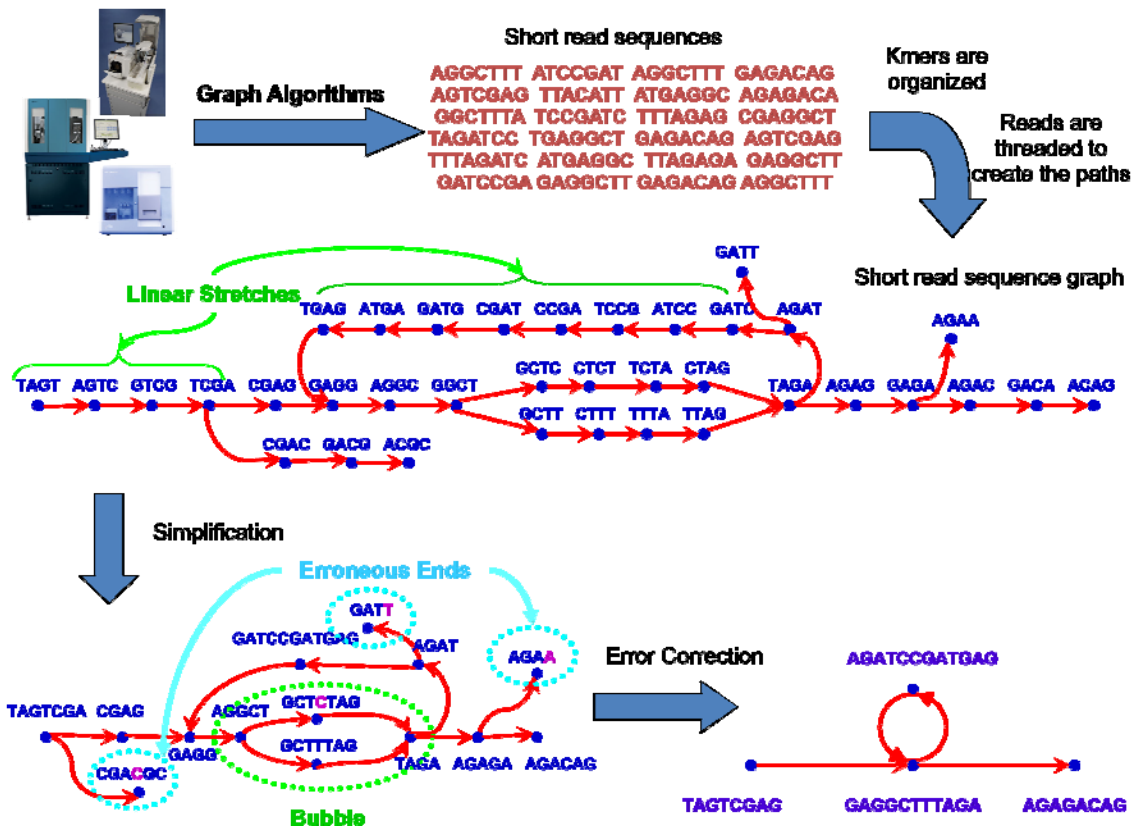 Short read sequences
AGGCTTT ATCCGAT AGGCTTT GAGACAG
AGTCGAG TTACATT ATGAGGC AGAGACA
GGCTTTA TCCGATC TTTAGAG CGAGGCT
TAGATCC TGAGGCT GAGACAG AGTCGAG
TTTAGATC ATGAGGC TTAGAGA GAGGCTT
GATCCGA GAGGCTT GAGACAG AGGCTTT
Graph Algorithms
Kmers are
organized
Reads are
threaded to
create the paths
Short read sequence graph
GATT
Linear Stretches
TGAG ATGA GATG CGAT CCGA TCCG ATCC GATC AGAT
AGAA
GCTC CTCT TCTA CTAG
TAGT AGTC GTCG TCGA CGAG GAGG AGGC GGCT
TAGA AGAG GAGA AGAC GACA ACAG
GCTT CTTT TTTA TTAG
CGAC GACG ACGC
Simplification
Erroneous Ends
GATT
GATCCGATGAG
AGAT
AGAA
Error Correction
AGATCCGATGAG
GCTCTAG
TAGTCGA CGAG
AGGCT
GCTTTAG
GAGG
TAGA AGAGA AGACAG
CGACGC
Bubble
TAGTCGAG
GAGGCTTTAGA
AGAGACAG